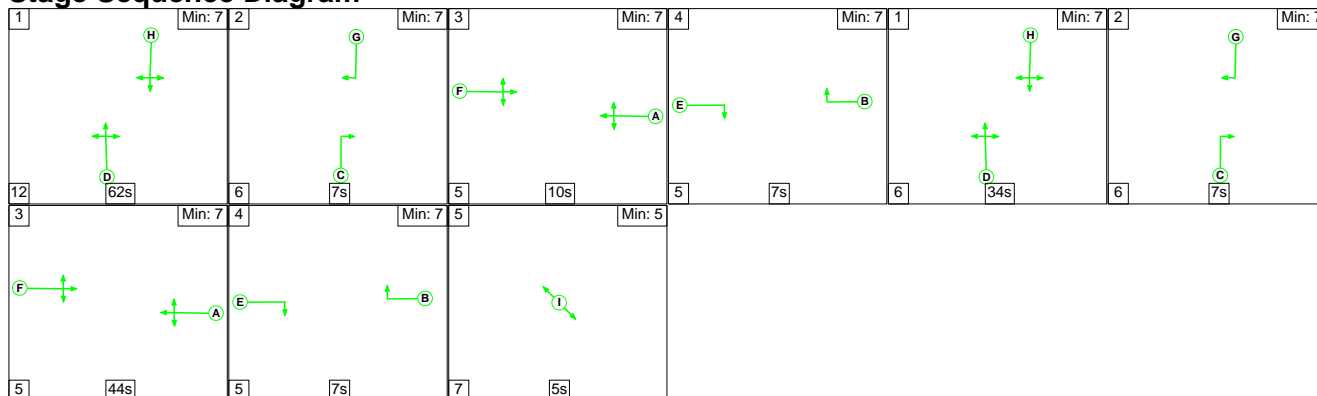 Stage Sequence Diagram
1 Min: 7 2 Min: 7 3 Min: 7 4 Min: 7 1 Min: 7 2 Min: 7
H G H G
F A E B
D C D C
12 62s 6 7s 5 10s 5 7s 6 34s 6 7s
3 Min: 7 4 Min: 7 5 Min: 5
F A E B I
5 44s 5 7s 7 5s